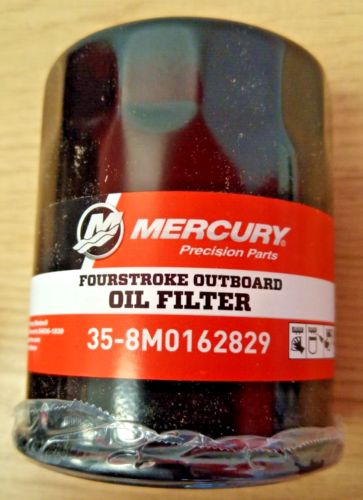 MERCURY®
Precision Parts
FOURSTROKE OUTBOARD
OIL FILTER
35-8M0162829